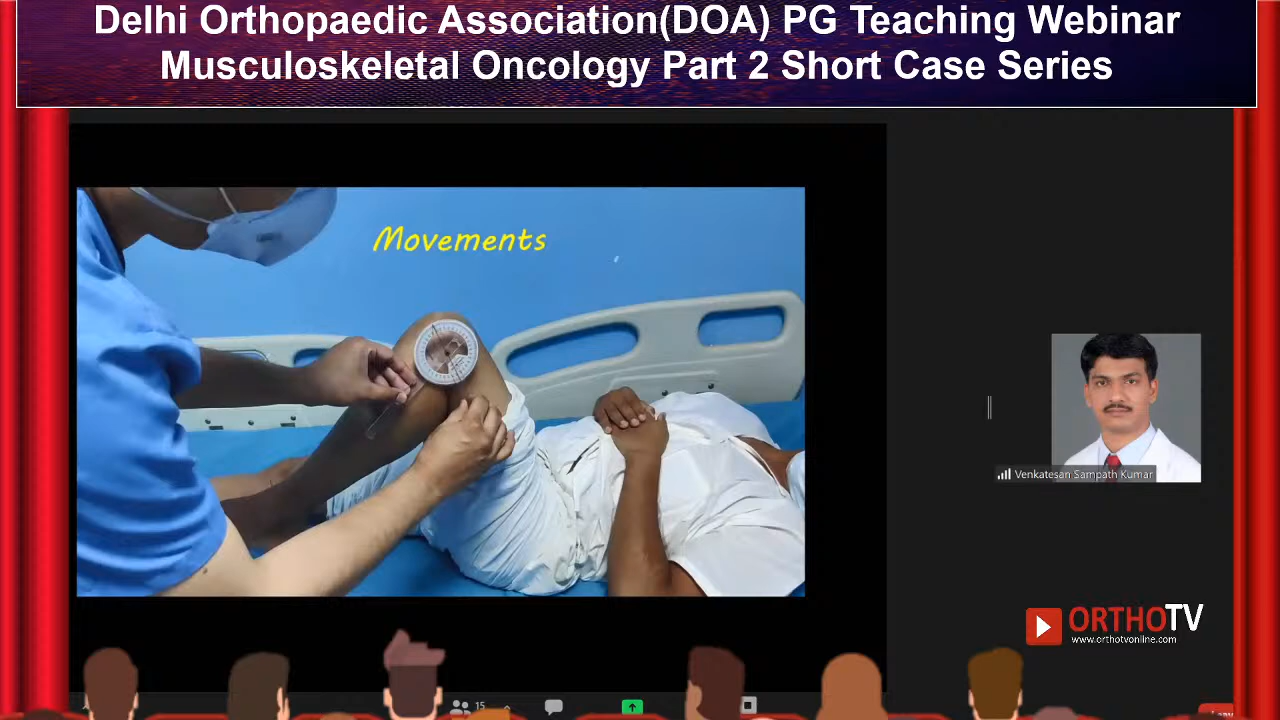 Delhi Orthopaedic Association(DOA) PG Teaching Webinar
Musculoskeletal Oncology Part 2 Short Case Series
Movements
Venkatesan Sampath Kumar
ORTHOTV
www.orthotvonline.com
15